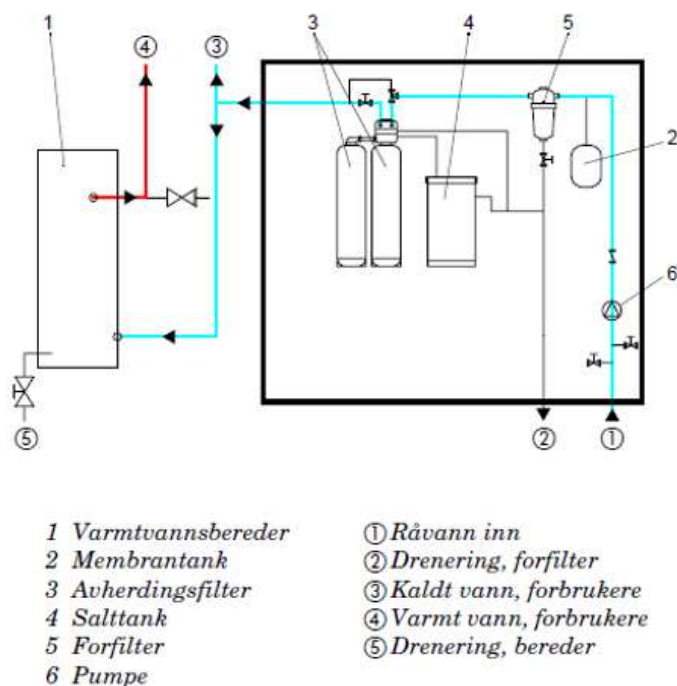 1 ④ ③ 3 4 5
2
6
⑤ ② ①
1 Varmtvannsbereder
2 Membrantank
3 Avherdingsfilter
4 Salttank
5 Forfilter
6 Pumpe
① Råvann inn
② Drenering, forfilter
③ Kaldt vann, forbrukere
④ Varmt vann, forbrukere
⑤ Drenering, bereder